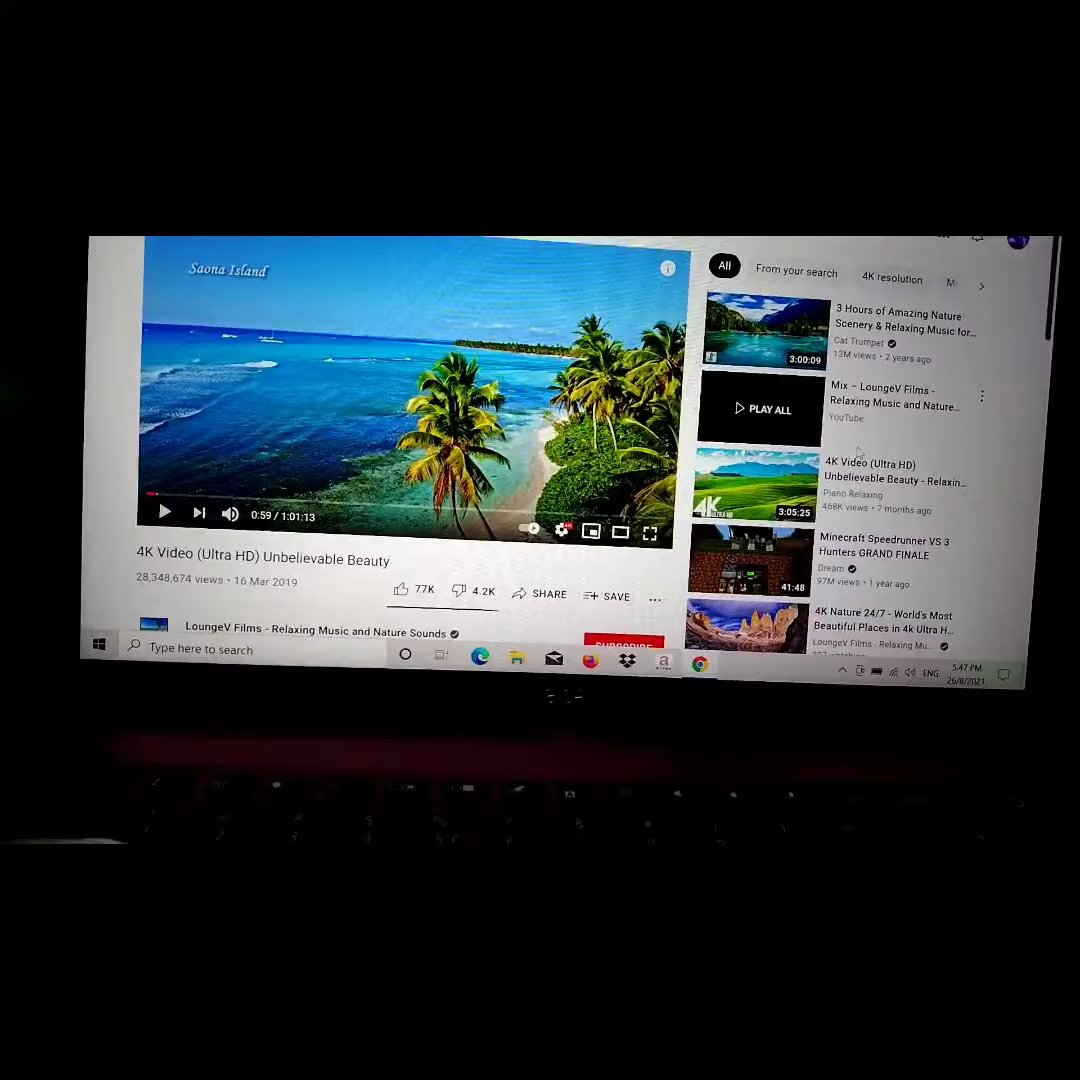 Saona Island
0:59 / 1:01:13
4K
4K Video (Ultra HD) Unbelievable Beauty
28,348,674 views • 16 Mar 2019
77K
4.2K
SHARE
SAVE
LoungeV Films - Relaxing Music and Nature Sounds
SUBSCRIBE
All
From your search
4K resolution
3:00:09
3 Hours of Amazing Nature
Scenery & Relaxing Music for...
Cat Trumpet
13M views • 2 years ago
PLAY ALL
Mix – LoungeV Films -
Relaxing Music and Nature...
YouTube
4K
3:05:25
4K Video (Ultra HD)
Unbelievable Beauty - Relaxin...
Piano Relaxing
468K views • 7 months ago
41:48
Minecraft Speedrunner VS 3
Hunters GRAND FINALE
Dream
97M views • 1 year ago
4K Nature 24/7 - World's Most
Beautiful Places in 4k Ultra H...
LoungeV Films - Relaxing Mu...
Type here to search
a
ENG
5:47 PM
26/8/2021